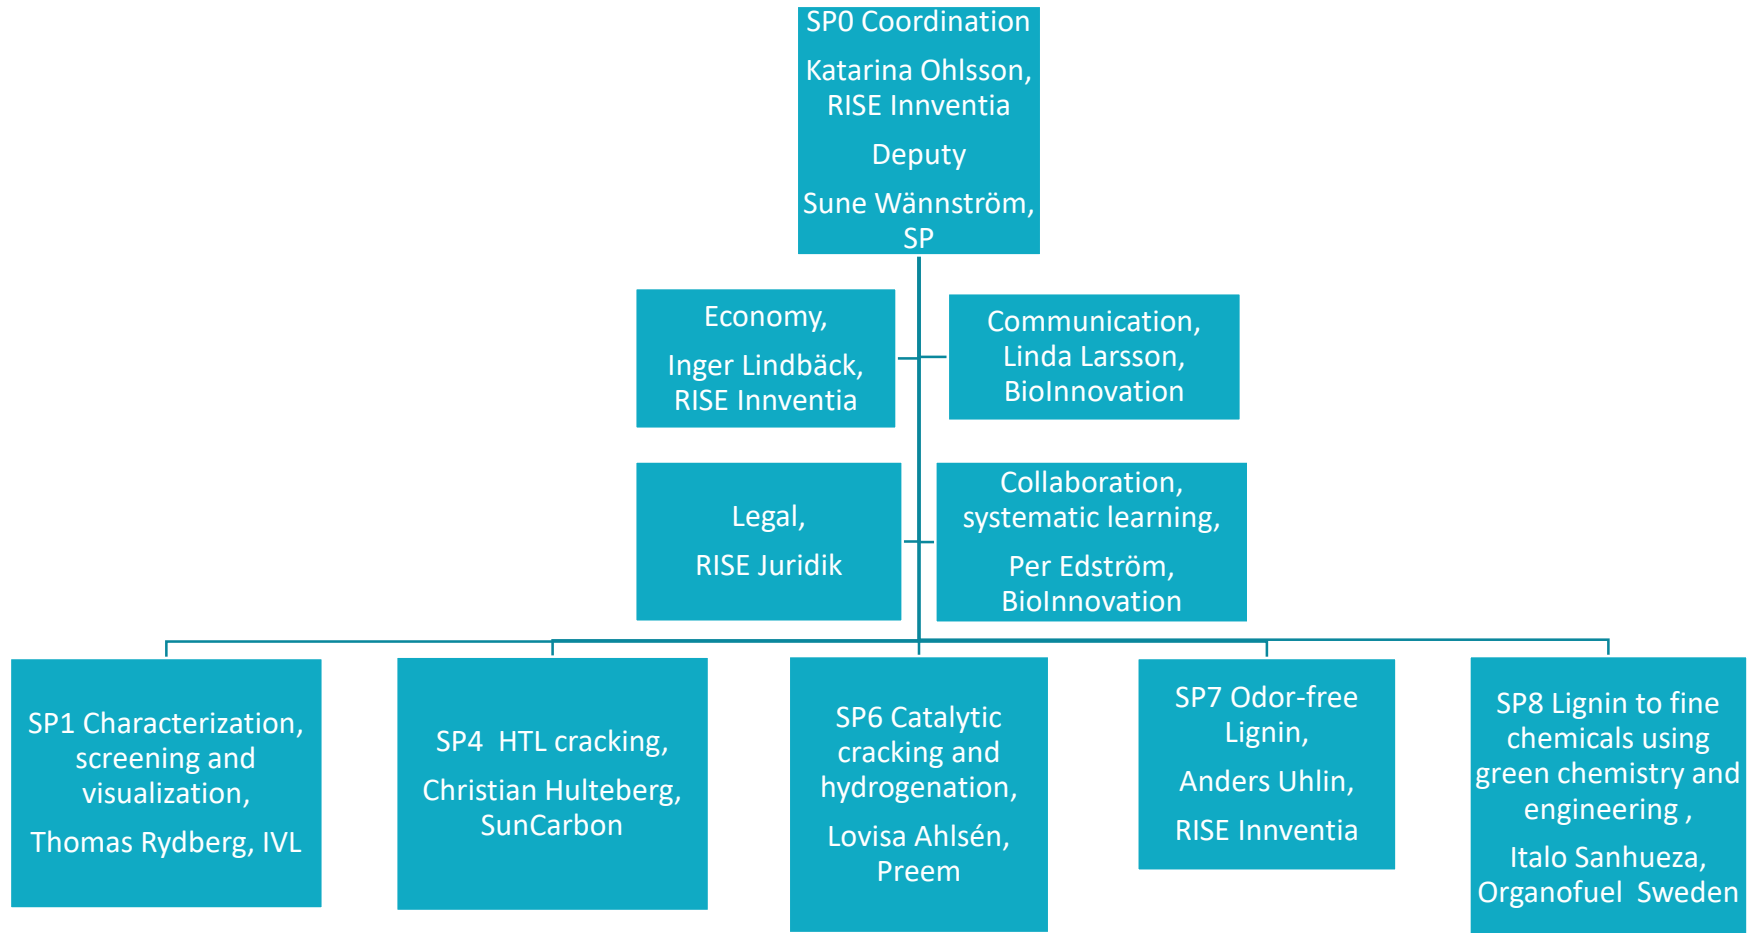 SP0 Coordination
Katarina Ohlsson,
RISE Innventia
Deputy
Sune Wännström,
SP
Economy,
Inger Lindbäck,
RISE Innventia
Communication,
Linda Larsson,
BioInnovation
Legal,
RISE Juridik
Collaboration,
systematic learning,
Per Edström,
BioInnovation
SP1 Characterization,
screening and
visualization,
Thomas Rydberg, IVL
SP4  HTL cracking,
Christian Hulteberg,
SunCarbon
SP6 Catalytic
cracking and
hydrogenation,
Lovisa Ahlsén,
Preem
SP7 Odor-free
Lignin,
Anders Uhlin,
RISE Innventia
SP8 Lignin to fine
chemicals using
green chemistry and
engineering ,
Italo Sanhueza,
Organofuel  Sweden